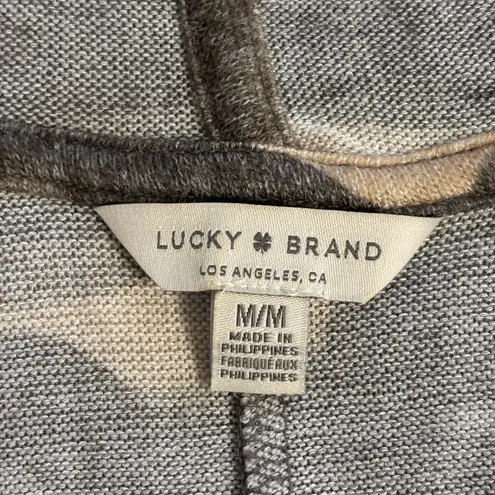 LUCKY BRAND
LOS ANGELES, CA
M/M
MADE IN
PHILIPPINES
FABRIQUÉ AUX
PHILIPPINES